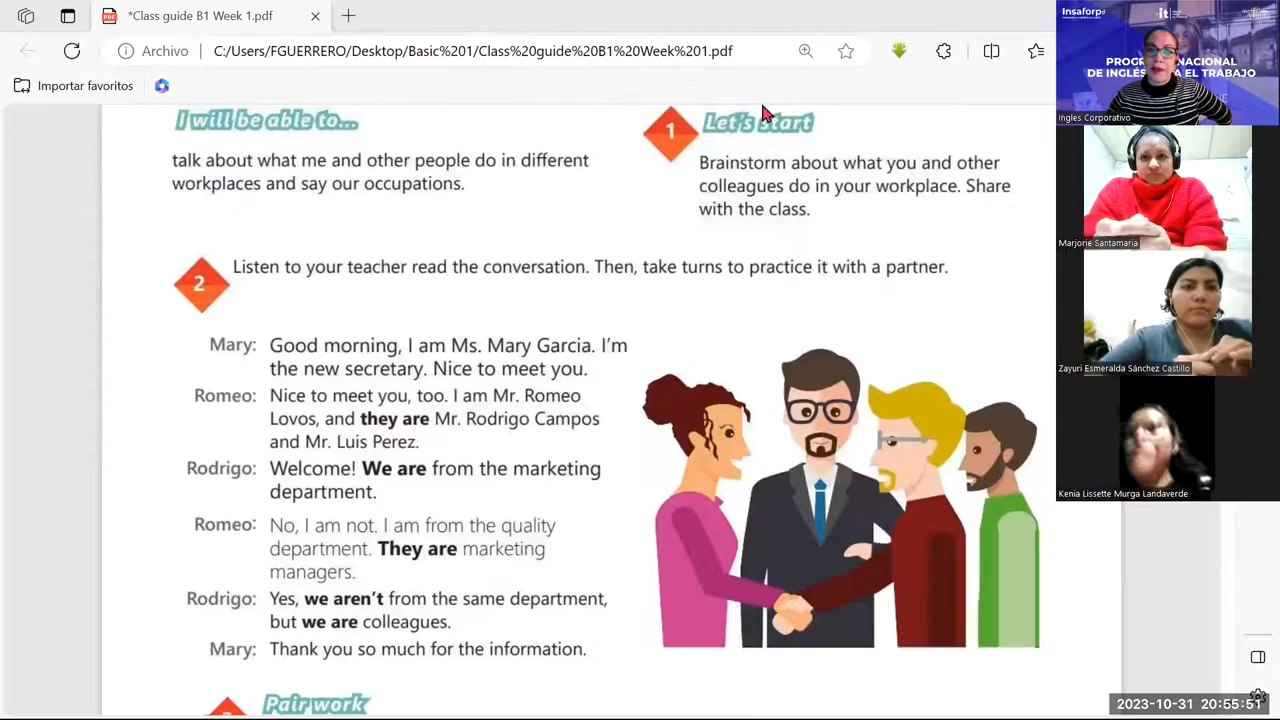 *Class guide B1 Week 1.pdf
Archivo
C:/Users/FGUERRERO/Desktop/Basic%201/Class%20guide%20B1%20Week%201.pdf
Importar favoritos
I will be able to...
talk about what me and other people do in different
workplaces and say our occupations.
1
Let's start
Brainstorm about what you and other
colleagues do in your workplace. Share
with the class.
2
Listen to your teacher read the conversation. Then, take turns to practice it with a partner.
Mary: Good morning, I am Ms. Mary Garcia. I'm
the new secretary. Nice to meet you.
Romeo: Nice to meet you, too. I am Mr. Romeo
Lovos, and they are Mr. Rodrigo Campos
and Mr. Luis Perez.
Rodrigo: Welcome! We are from the marketing
department.
Romeo: No, I am not. I am from the quality
department. They are marketing
managers.
Rodrigo: Yes, we aren't from the same department,
but we are colleagues.
Mary: Thank you so much for the information.
Pair work
Insaforp
Ingles Corporativo
Marjorie Santamaria
Zayuri Esmeralda Sánchez Castillo
Kenia Lissette Murga Landaverde
2023-10-31 20:55:51